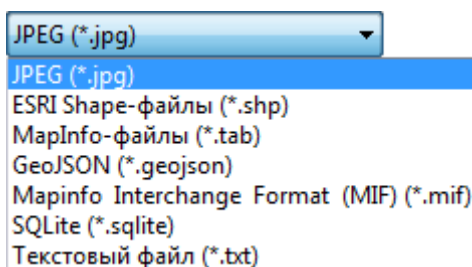 JPEG (*.jpg)
JPEG (*.jpg)
ESRI Shape-файлы (*.shp)
MapInfo-файлы (*.tab)
GeoJSON (*.geojson)
Mapinfo Interchange Format (MIF) (*.mif)
SQLite (*.sqlite)
Текстовый файл (*.txt)